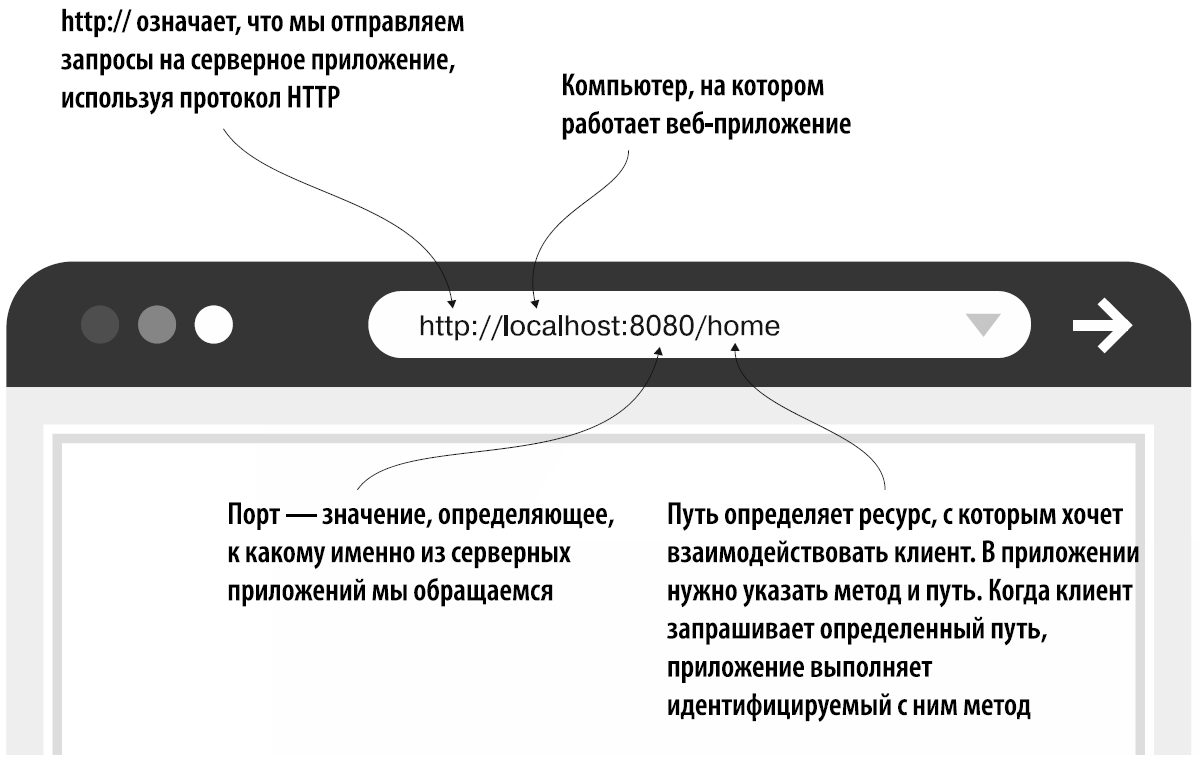 http:// означает, что мы отправляем
запросы на серверное приложение,
используя протокол HTTP
Компьютер, на котором
работает веб-приложение
http://localhost:8080/home
Порт — значение, определяющее,
к какому именно из серверных
приложений мы обращаемся
Путь определяет ресурс, с которым хочет
взаимодействовать клиент. В приложении
нужно указать метод и путь. Когда клиент
запрашивает определенный путь,
приложение выполняет
идентифицируемый с ним метод